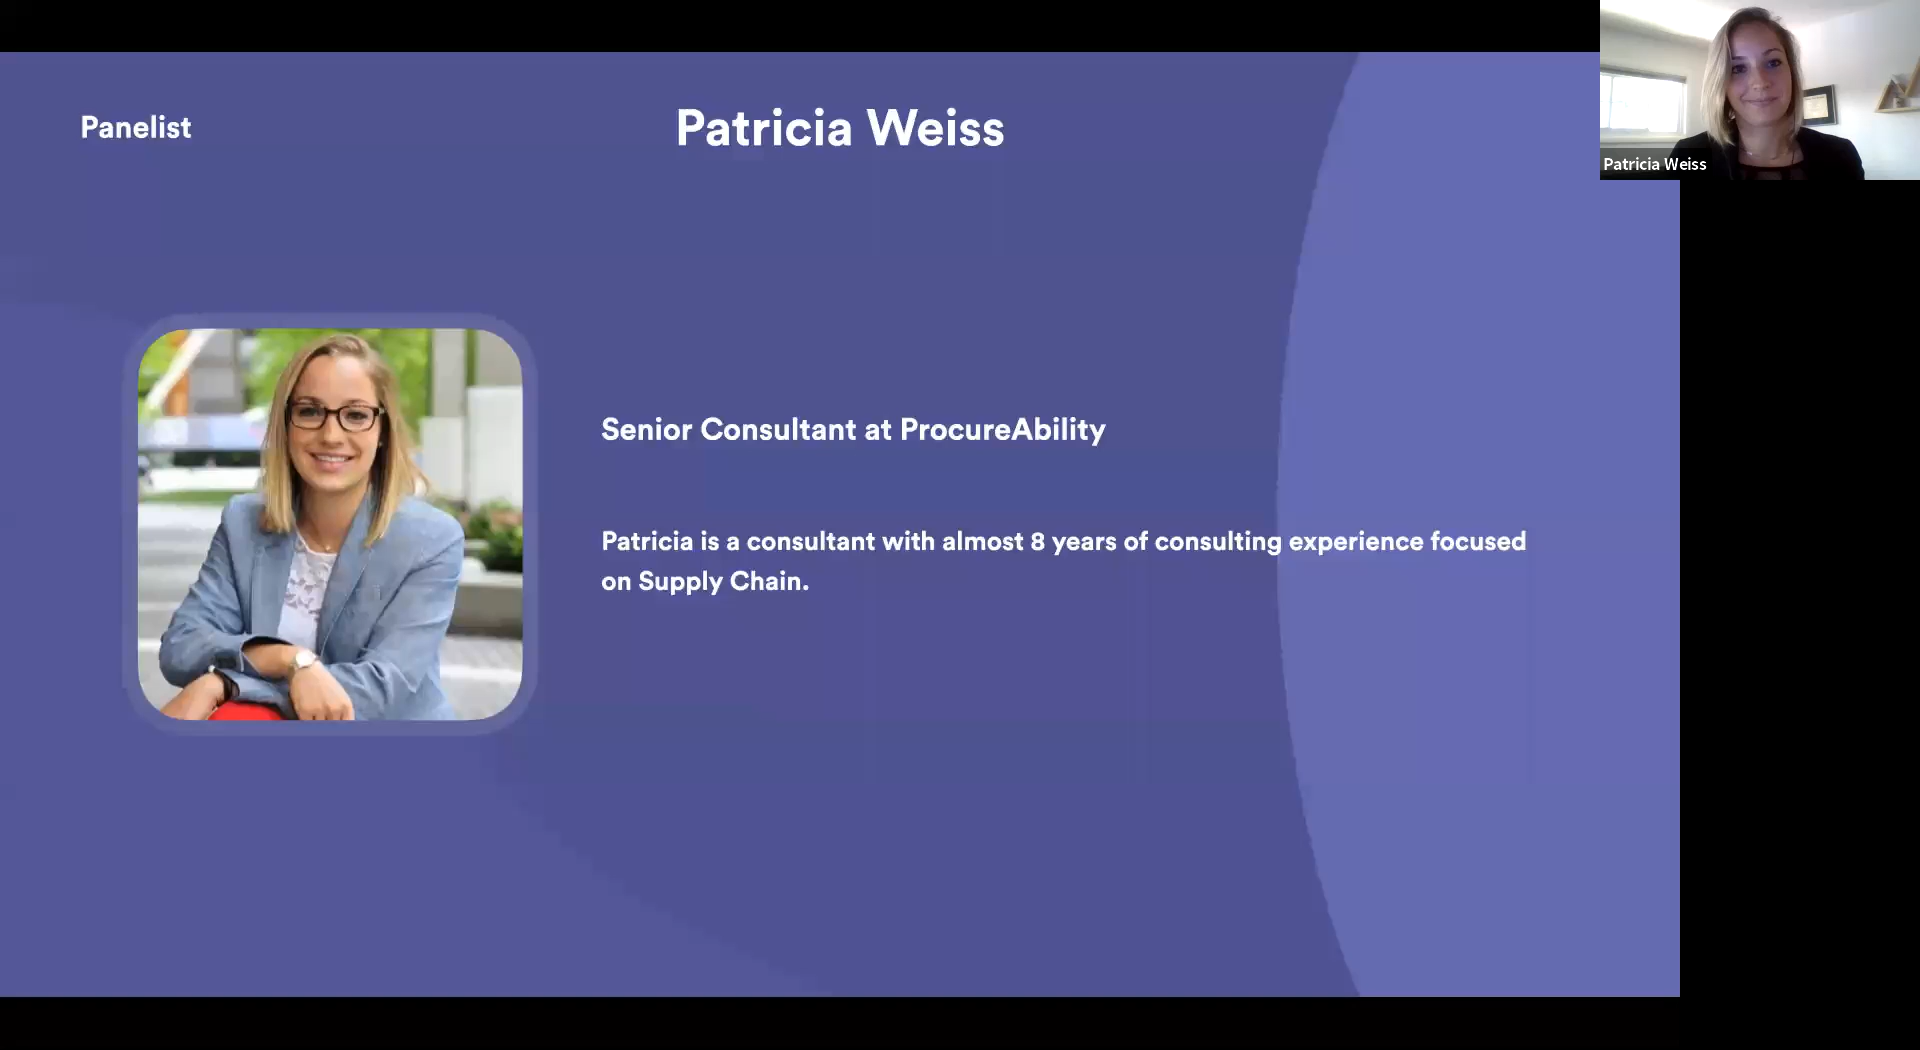 Panelist
Patricia Weiss
Patricia Weiss
Senior Consultant at ProcureAbility
Patricia is a consultant with almost 8 years of consulting experience focused
on Supply Chain.